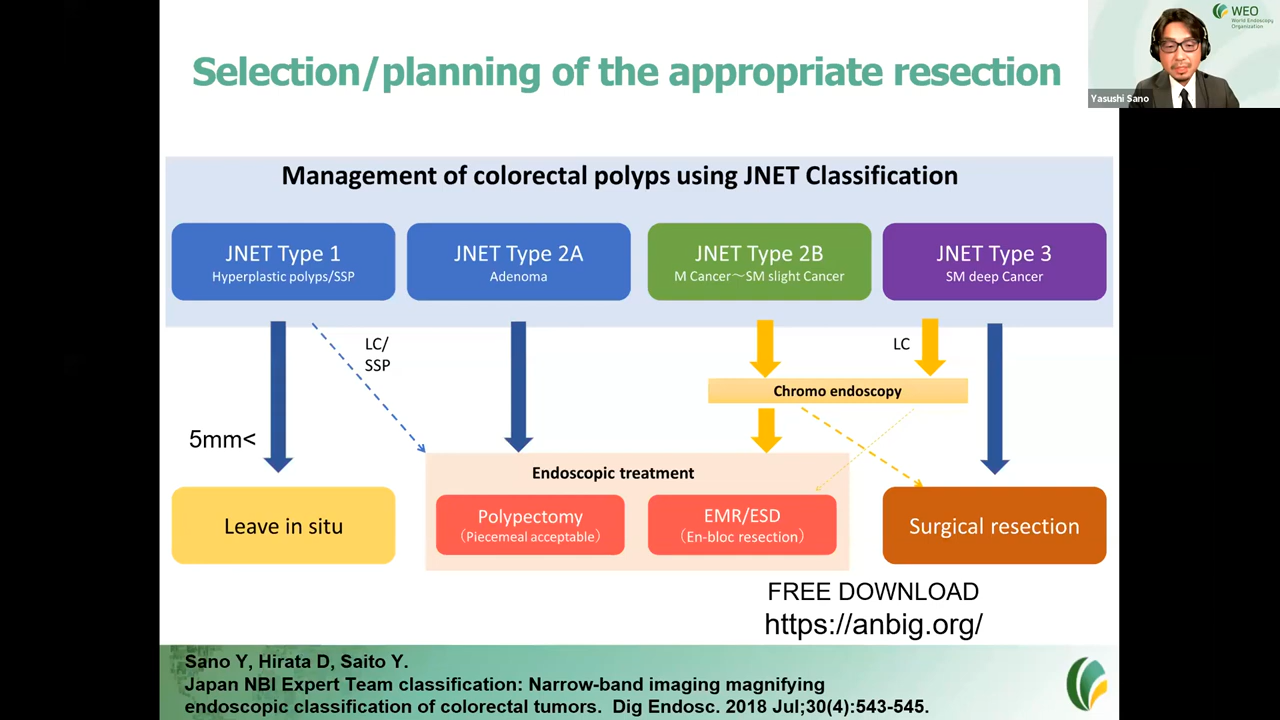 WEO
World Endoscopy
Organization
Yasushi Sano
Selection/planning of the appropriate resection
Management of colorectal polyps using JNET Classification
JNET Type 1
Hyperplastic polyps/SSP
JNET Type 2A
Adenoma
JNET Type 2B
M Cancer～SM slight Cancer
JNET Type 3
SM deep Cancer
LC/
SSP
LC
Chromo endoscopy
5mm<
Endoscopic treatment
Leave in situ
Polypectomy
（Piecemeal acceptable）
EMR/ESD
（En-bloc resection）
Surgical resection
FREE DOWNLOAD
https://anbig.org/
Sano Y, Hirata D, Saito Y.
Japan NBI Expert Team classification: Narrow-band imaging magnifying
endoscopic classification of colorectal tumors. Dig Endosc. 2018 Jul;30(4):543-545.